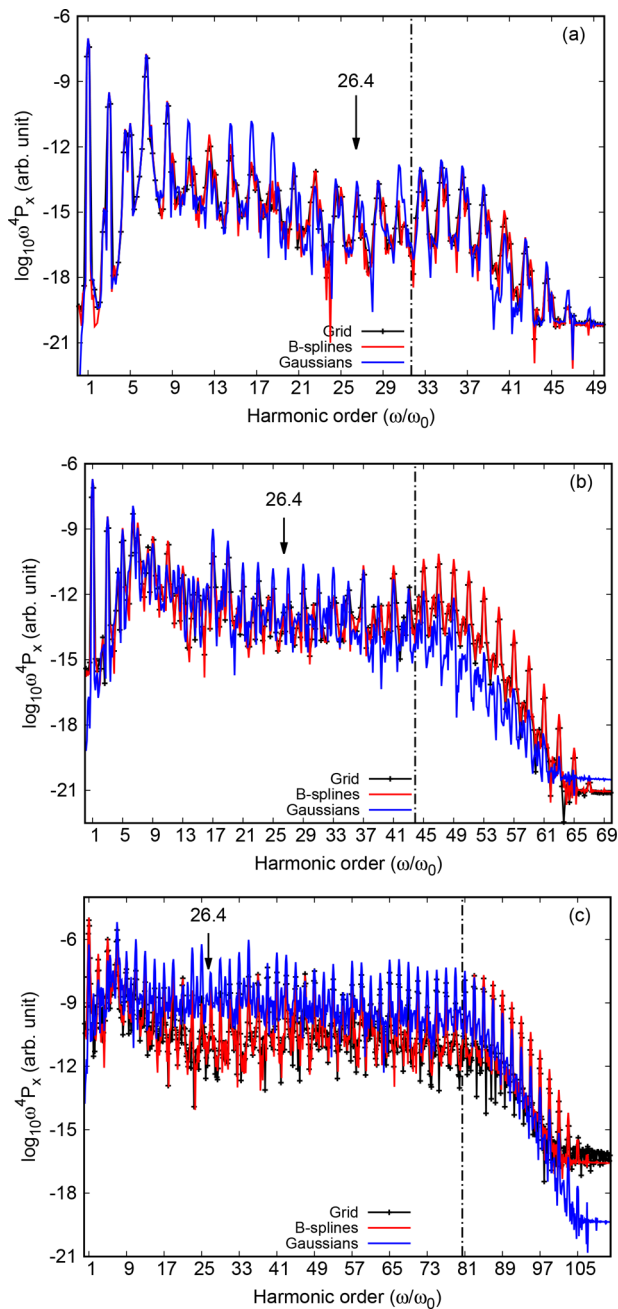 (a)
26.4
log10ω4Px (arb. unit)
-6
-9
-12
-15
-18
-21
Grid
B-splines
Gaussians
1 5 9 13 17 21 25 29 33 37 41 45 49
Harmonic order (ω/ω0)
(b)
26.4
log10ω4Px (arb. unit)
-6
-9
-12
-15
-18
-21
Grid
B-splines
Gaussians
1 5 9 13 17 21 25 29 33 37 41 45 49 53 57 61 65 69
Harmonic order (ω/ω0)
(c)
26.4
log10ω4Px (arb. unit)
-6
-9
-12
-15
-18
-21
Grid
B-splines
Gaussians
1 9 17 25 33 41 49 57 65 73 81 89 97 105
Harmonic order (ω/ω0)